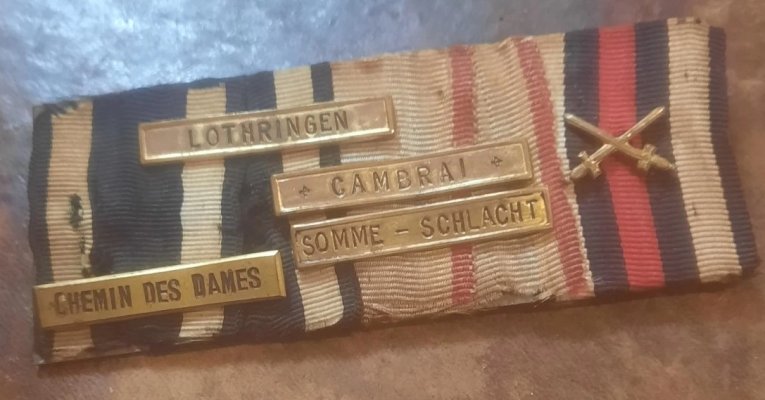 LOTHRINGEN
CAMBRAI
SOMME - SCHLACHT
CHEMIN DES DAMES